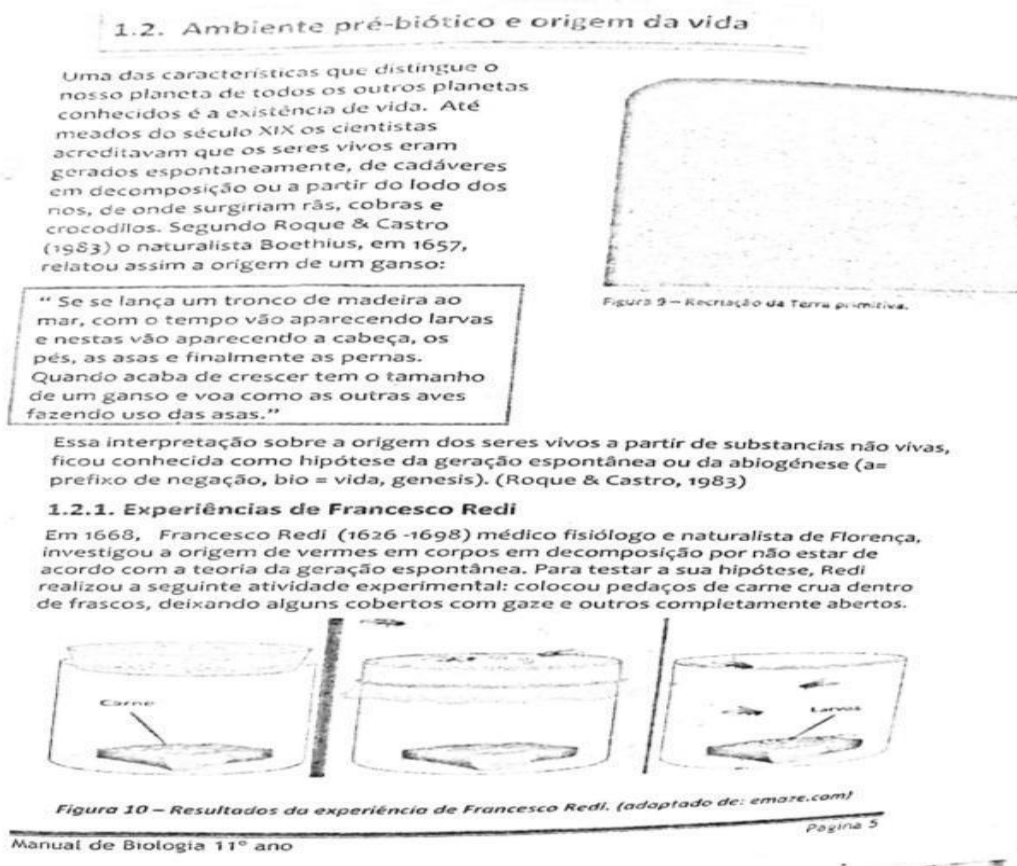 1.2. Ambiente pré-biótico e origem da vida
Uma das características que distingue o
nosso planeta de todos os outros planetas
conhecidos é a existência de vida. Até
meados do século XIX os cientistas
acreditavam que os seres vivos eram
gerados espontaneamente, de cadáveres
em decomposição ou a partir do lodo dos
rios, de onde surgiriam rãs, cobras e
crocodilos. Segundo Roque & Castro
(1983) o naturalista Boethius, em 1657,
relatou assim a origem de um ganso:
Figura 9 – Recriação da Terra primitiva.
“ Se se lança um tronco de madeira ao
mar, com o tempo vão aparecendo larvas
e nestas vão aparecendo a cabeça, os
pés, as asas e finalmente as pernas.
Quando acaba de crescer tem o tamanho
de um ganso e voa como as outras aves
fazendo uso das asas.”
Essa interpretação sobre a origem dos seres vivos a partir de substancias não vivas,
ficou conhecida como hipótese da geração espontânea ou da abiogénese (a=
prefixo de negação, bio = vida, genesis). (Roque & Castro, 1983)
1.2.1. Experiências de Francesco Redi
Em 1668, Francesco Redi (1626 -1698) médico fisiólogo e naturalista de Florença,
investigou a origem de vermes em corpos em decomposição por não estar de
acordo com a teoria da geração espontânea. Para testar a sua hipótese, Redi
realizou a seguinte atividade experimental: colocou pedaços de carne crua dentro
de frascos, deixando alguns cobertos com gaze e outros completamente abertos.
Carne
Larvas
Figura 10 – Resultados da experiência de Francesco Redi. (adaptado de: emaze.com)
Página 5
Manual de Biologia 11º ano